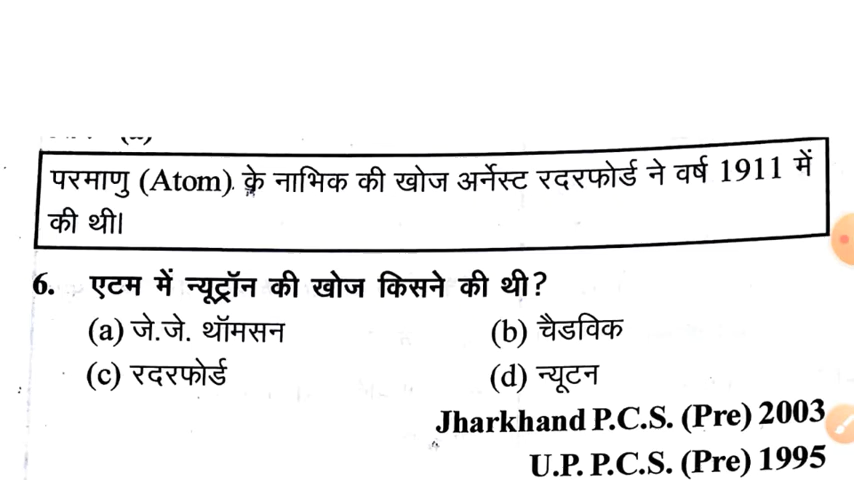 परमाणु (Atom) के नाभिक की खोज अर्नेस्ट रदरफोर्ड ने वर्ष 1911 में
की थी।
6. एटम में न्यूट्रॉन की खोज किसने की थी?
(a) जे.जे. थॉमसन (b) चैडविक
(c) रदरफोर्ड (d) न्यूटन
Jharkhand P.C.S. (Pre) 2003
U.P. P.C.S. (Pre) 1995